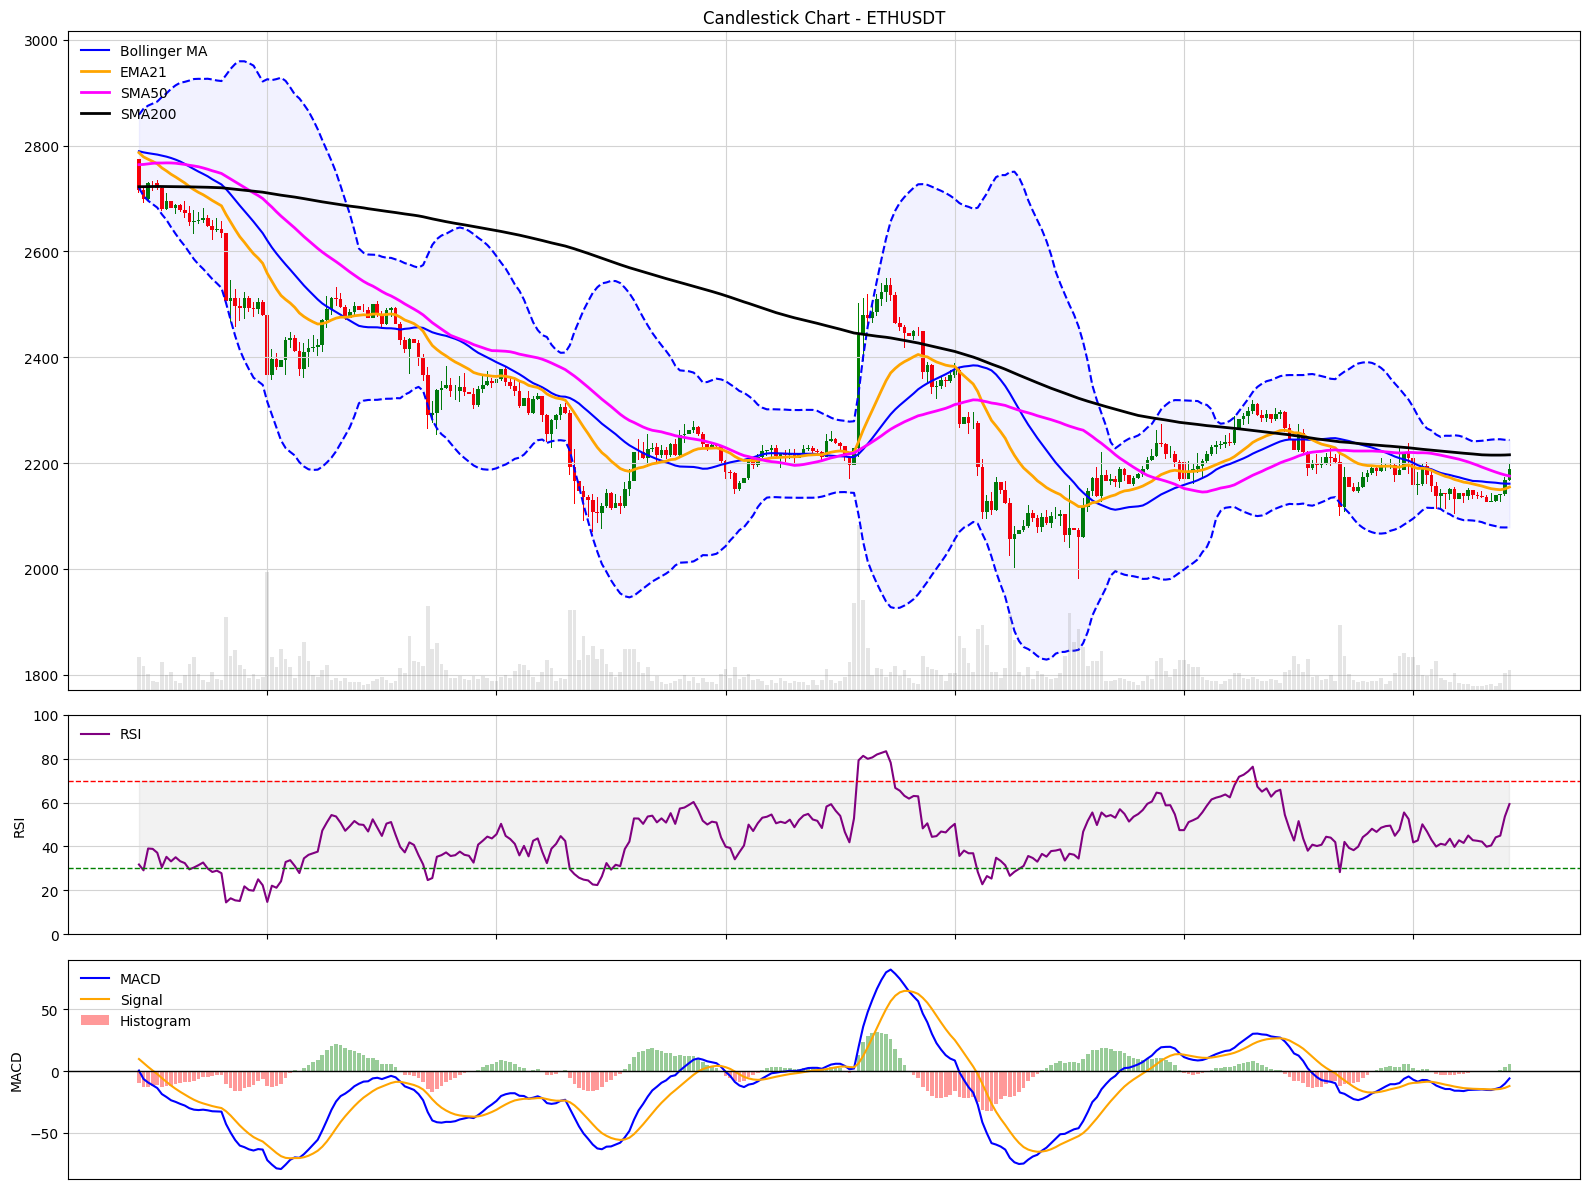 Candlestick Chart - ETHUSDT
3000
2800
2600
2400
2200
2000
1800
Bollinger MA
EMA21
SMA50
SMA200
100
80
60
40
20
0
RSI
RSI
50
0
−50
MACD
MACD
Signal
Histogram